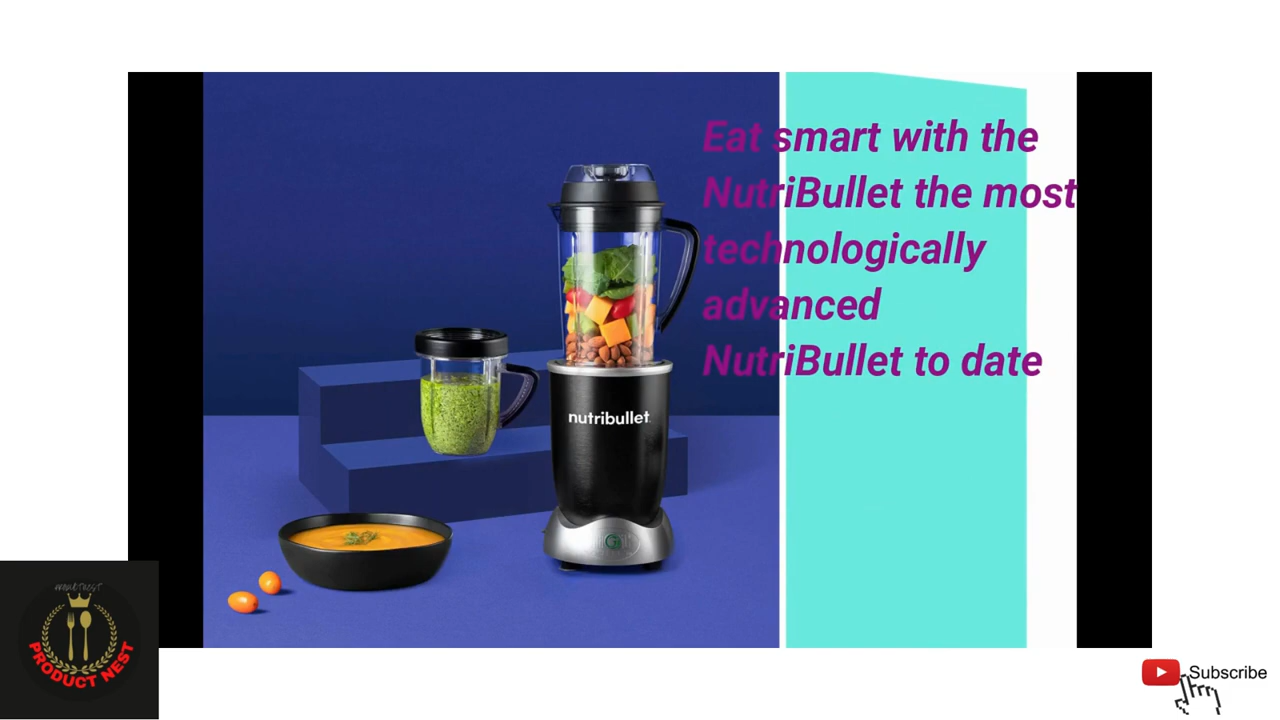 Eat smart with the
NutriBullet the most
technologically
advanced
NutriBullet to date
nutribullet
PRODUCT NEST
Subscribe